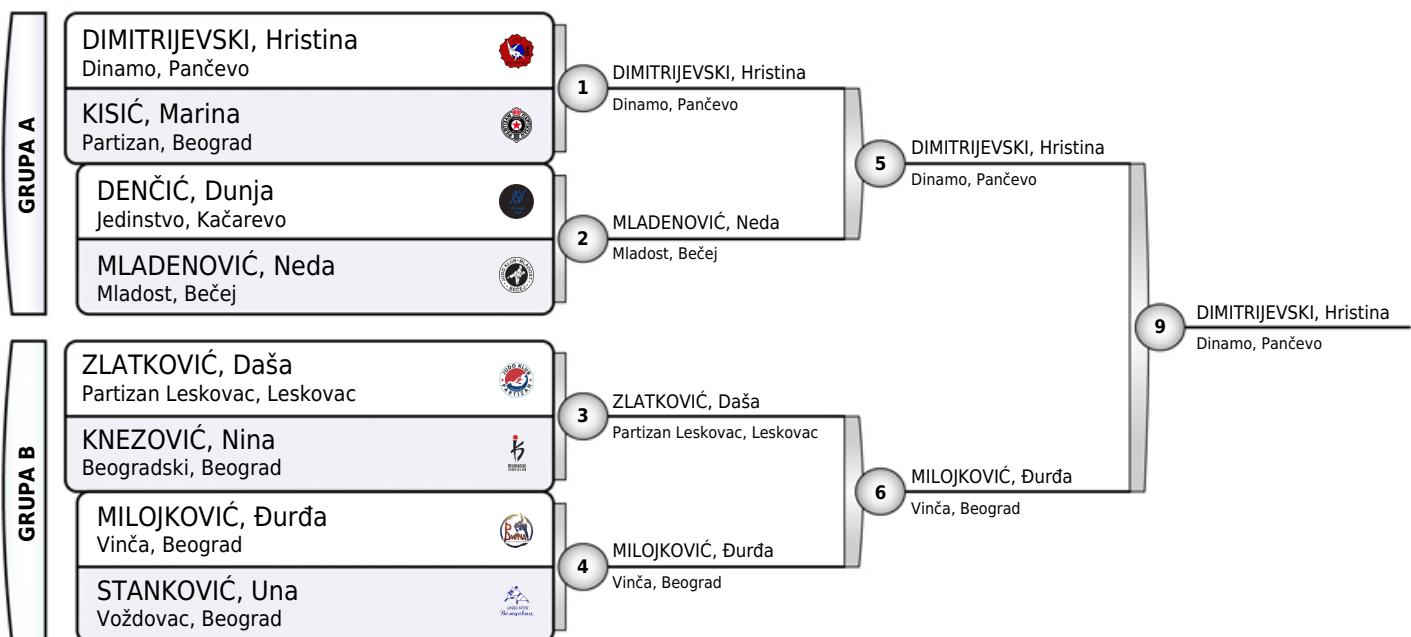 GRUPA A
DIMITRIJEVSKI, Hristina
Dinamo, Pančevo
KISIĆ, Marina
Partizan, Beograd
DENČIĆ, Dunja
Jedinstvo, Kačarevo
MLADENOVIĆ, Neda
Mladost, Bečej
GRUPA B
ZLATKOVIĆ, Daša
Partizan Leskovac, Leskovac
KNEZOVIĆ, Nina
Beogradski, Beograd
MILOJKOVIĆ, Đurđa
Vinča, Beograd
STANKOVIĆ, Una
Voždovac, Beograd
1
DIMITRIJEVSKI, Hristina
Dinamo, Pančevo
2
MLADENOVIĆ, Neda
Mladost, Bečej
3
ZLATKOVIĆ, Daša
Partizan Leskovac, Leskovac
4
MILOJKOVIĆ, Đurđa
Vinča, Beograd
5
DIMITRIJEVSKI, Hristina
Dinamo, Pančevo
6
MILOJKOVIĆ, Đurđa
Vinča, Beograd
9
DIMITRIJEVSKI, Hristina
Dinamo, Pančevo